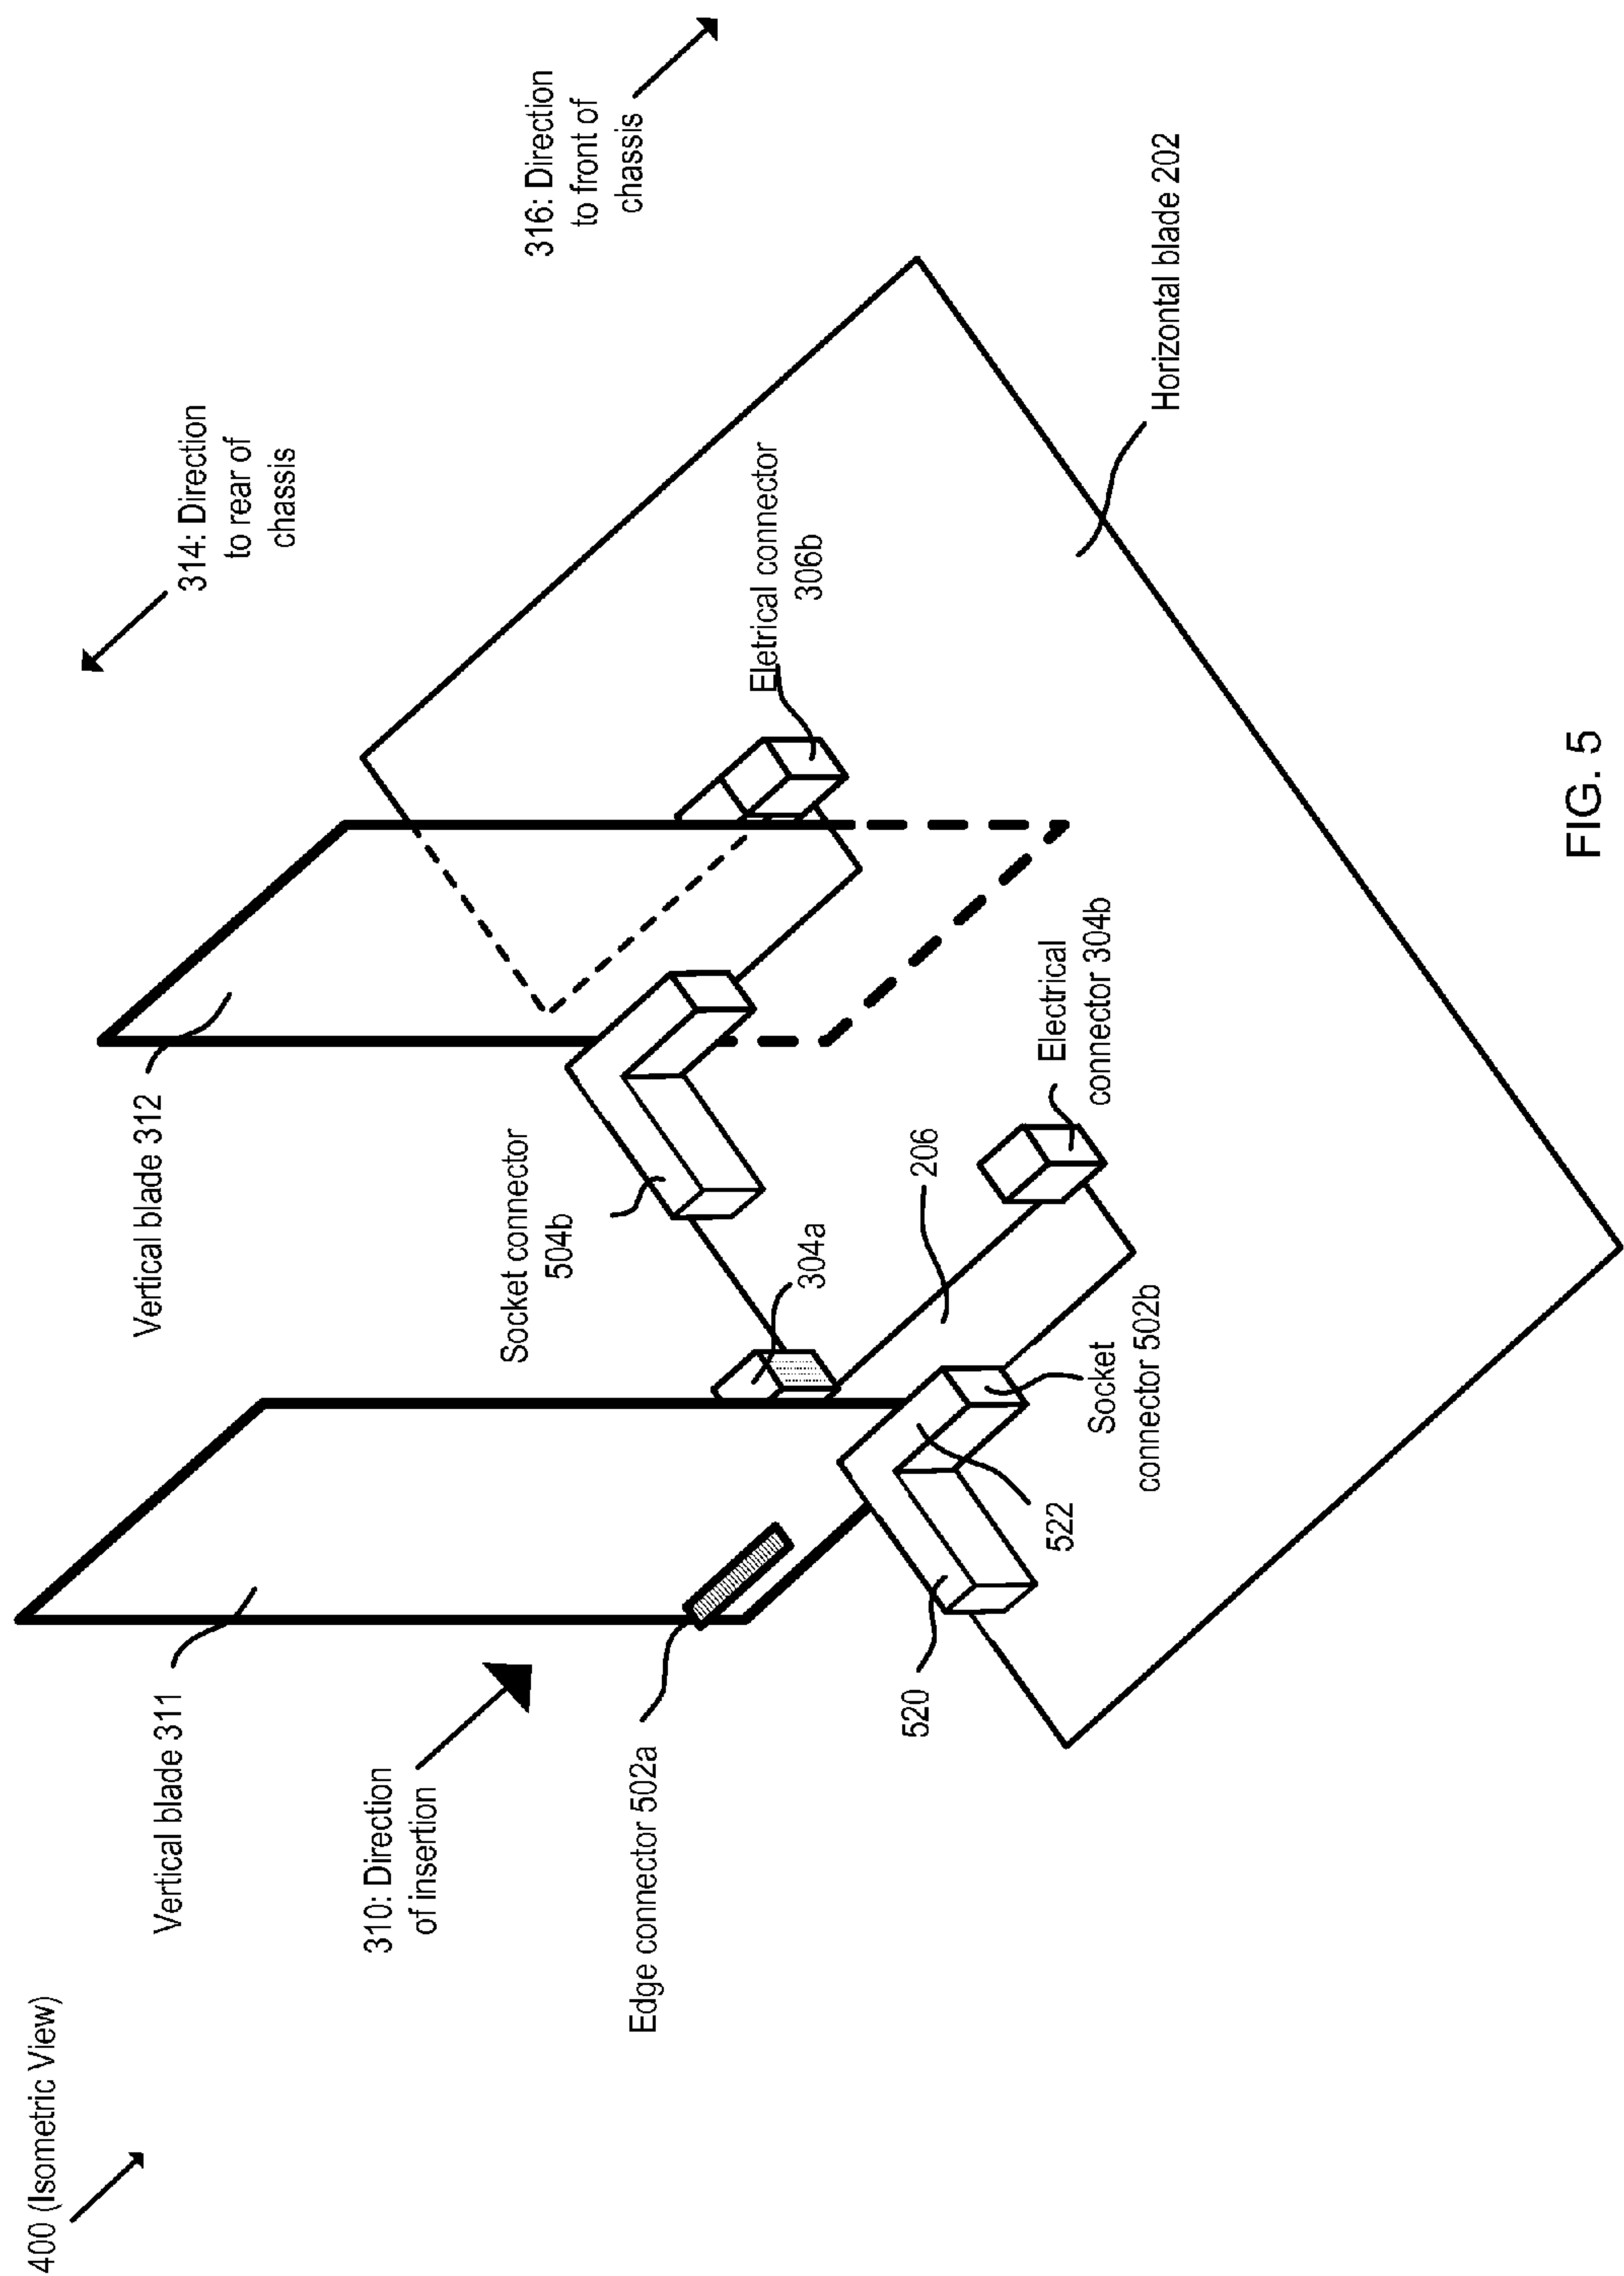 400 (Isometric View)
Vertical blade 311
310: Direction
of insertion
Edge connector 502a
520
522
Socket
connector 502b
Vertical blade 312
Socket connector
504b
304a
206
Electrical
connector 304b
314: Direction
to rear of
chassis
Eletrical connector
306b
316: Direction
to front of
chassis
Horizontal blade 202
FIG. 5